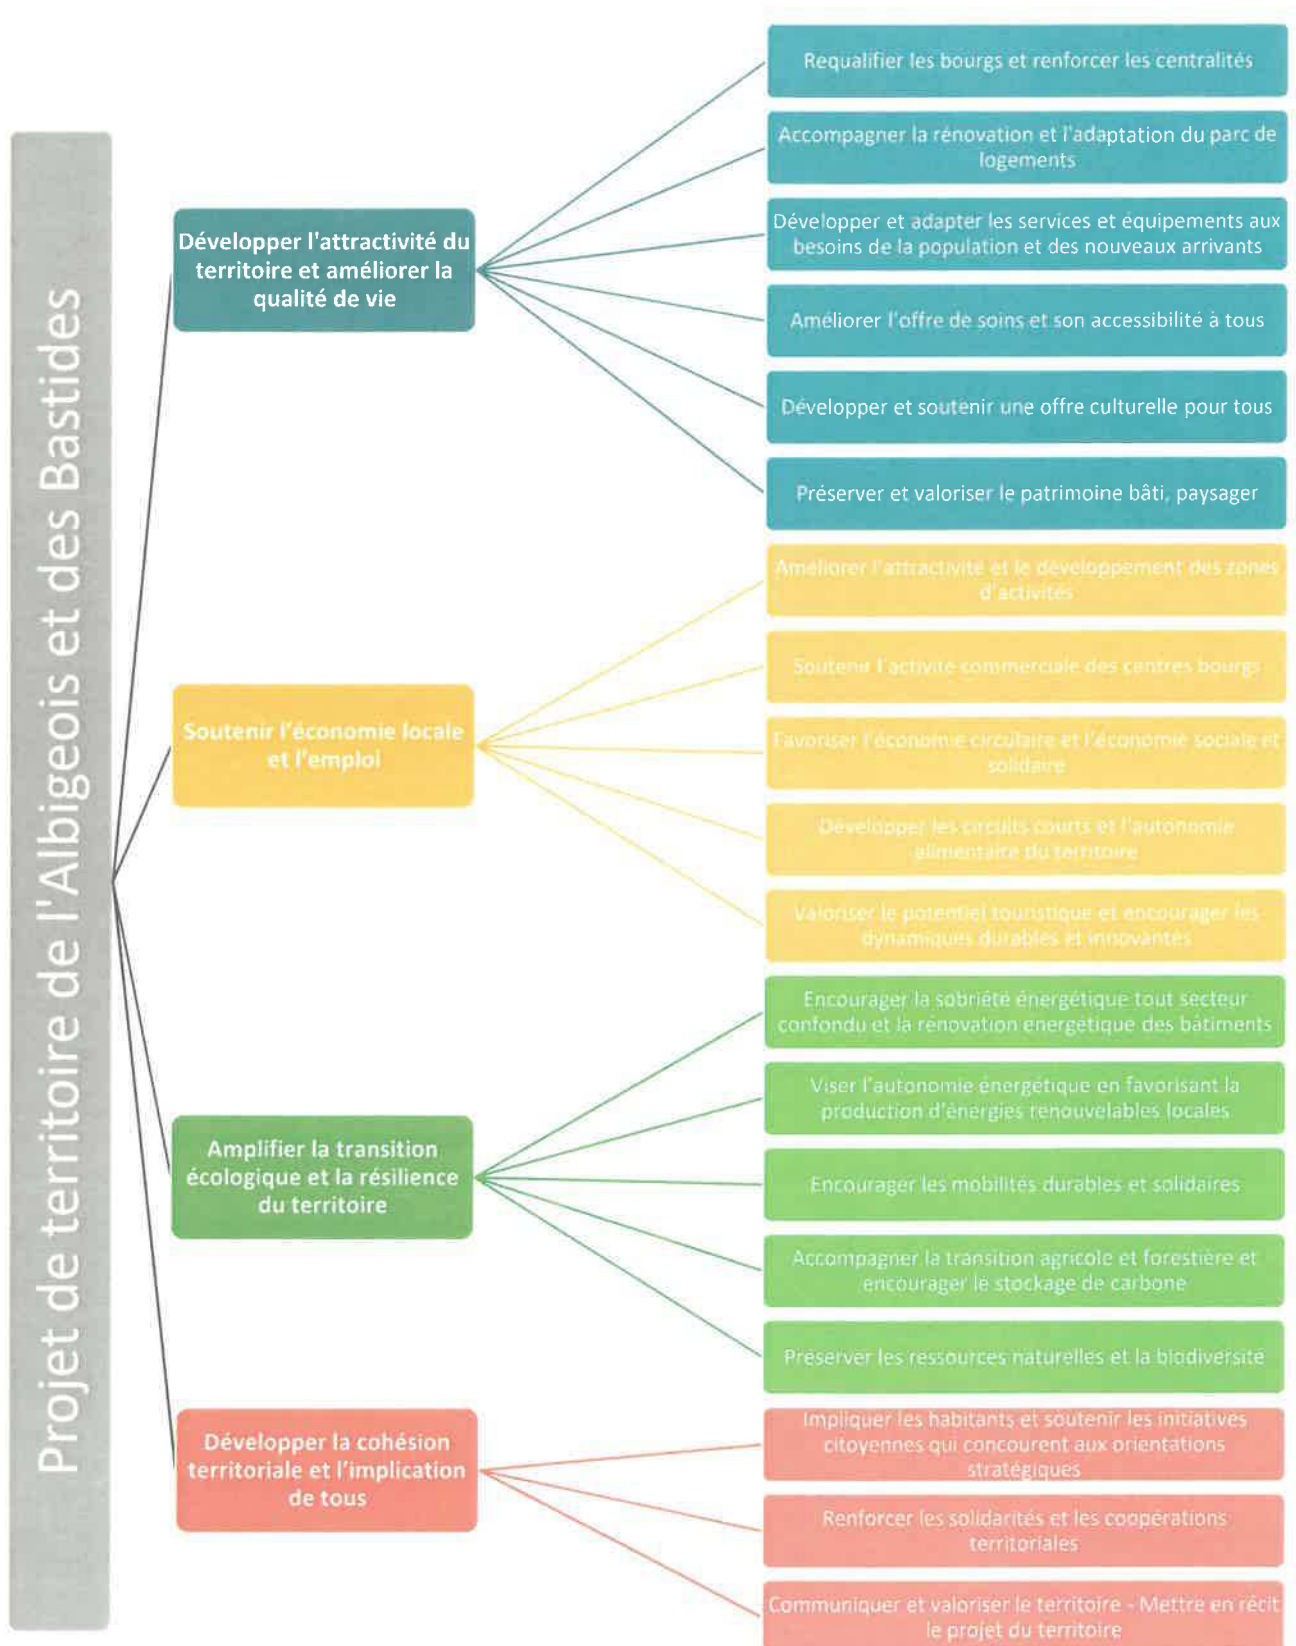 Projet de territoire de l'Albigeois et des Bastides
Développer l'attractivité du
territoire et améliorer la
qualité de vie
Requalifier les bourgs et renforcer les centralités
Accompagner la rénovation et l'adaptation du parc de
logements
Développer et adapter les services et équipements aux
besoins de la population et des nouveaux arrivants
Améliorer l'offre de soins et son accessibilité à tous
Développer et soutenir une offre culturelle pour tous
Préserver et valoriser le patrimoine bâti, paysager
Soutenir l'économie locale
et l'emploi
Améliorer l'attractivité et le développement des zones
d'activités
Soutenir l'activité commerciale des centres bourgs
Favoriser l'économie circulaire et l'économie sociale et
solidaire
Développer les circuits courts et l'autonomie
alimentaire du territoire
Valoriser le potentiel touristique et encourager les
dynamiques durables et innovantes
Amplifier la transition
écologique et la résilience
du territoire
Encourager la sobriété énergétique tout secteur
confondu et la rénovation energétique des bâtiments
Viser l'autonomie énergétique en favorisant la
production d'énergies renouvelables locales
Encourager les mobilités durables et solidaires
Accompagner la transition agricole et forestière et
encourager le stockage de carbone
Préserver les ressources naturelles et la biodiversité
Développer la cohésion
territoriale et l'implication
de tous
Impliquer les habitants et soutenir les initiatives
citoyennes qui concourent aux orientations
stratégiques
Renforcer les solidarités et les coopérations
territoriales
Communiquer et valoriser le territoire - Mettre en récit
le projet du territoire